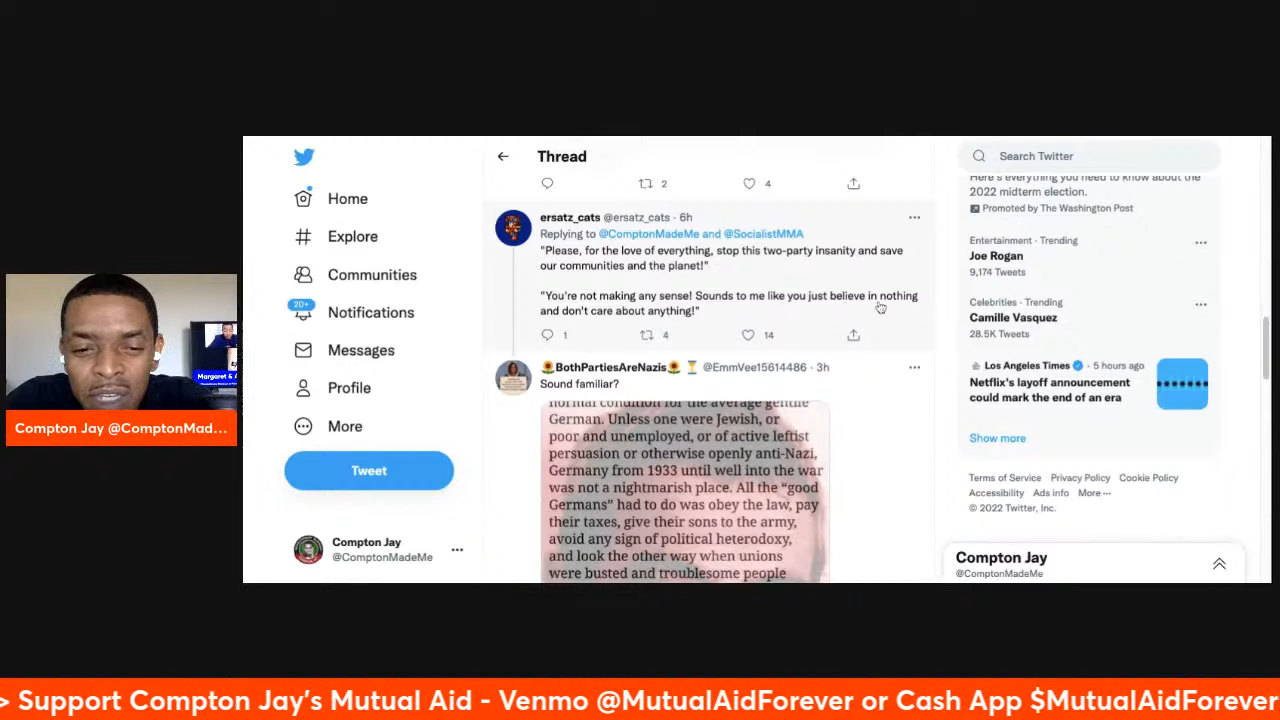 Home
Explore
Communities
20+
Notifications
Messages
Profile
More
Tweet
Compton Jay
@ComptonMadeMe
Thread
2
4
ersatz_cats @ersatz_cats · 6h
Replying to @ComptonMadeMe and @SocialistMMA
"Please, for the love of everything, stop this two-party insanity and save
our communities and the planet!"
"You're not making any sense! Sounds to me like you just believe in nothing
and don't care about anything!"
1
4
14
🌻BothPartiesAreNazis🌻 ⏳ @EmmVee15614486 · 3h
Sound familiar?
normal condition for the average gentile
German. Unless one were Jewish, or
poor and unemployed, or of active leftist
persuasion or otherwise openly anti-Nazi,
Germany from 1933 until well into the war
was not a nightmarish place. All the “good
Germans” had to do was obey the law, pay
their taxes, give their sons to the army,
avoid any sign of political heterodoxy,
and look the other way when unions
were busted and troublesome people
Search Twitter
Here's everything you need to know about the
2022 midterm election.
Promoted by The Washington Post
Entertainment · Trending
Joe Rogan
9,174 Tweets
Celebrities · Trending
Camille Vasquez
28.5K Tweets
Los Angeles Times · 5 hours ago
Netflix's layoff announcement
could mark the end of an era
Show more
Terms of Service Privacy Policy Cookie Policy
Accessibility Ads info More ···
© 2022 Twitter, Inc.
Compton Jay
@ComptonMadeMe
Compton Jay @ComptonMad...
> Support Compton Jay's Mutual Aid - Venmo @MutualAidForever or Cash App $MutualAidForever